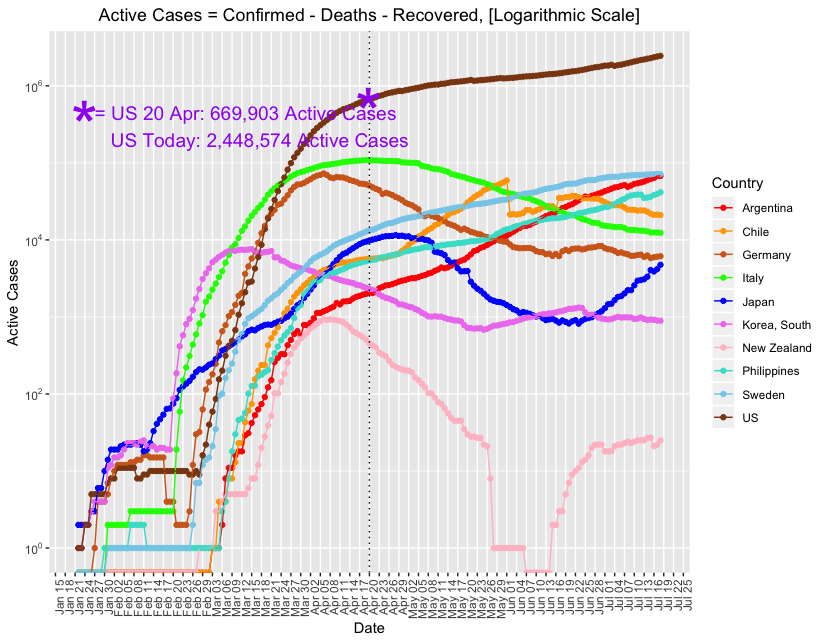 Active Cases = Confirmed - Deaths - Recovered, [Logarithmic Scale]
*= US 20 Apr: 669,903 Active Cases
US Today: 2,448,574 Active Cases
*
Active Cases
10^6
10^4
10^2
10^0
Jan 15
Jan 18
Jan 21
Jan 24
Jan 27
Jan 30
Feb 02
Feb 05
Feb 08
Feb 11
Feb 14
Feb 17
Feb 20
Feb 23
Feb 26
Feb 29
Mar 03
Mar 06
Mar 09
Mar 12
Mar 15
Mar 18
Mar 21
Mar 24
Mar 27
Mar 30
Apr 02
Apr 05
Apr 08
Apr 11
Apr 14
Apr 17
Apr 20
Apr 23
Apr 26
Apr 29
May 02
May 05
May 08
May 11
May 14
May 17
May 20
May 23
May 26
May 29
Jun 01
Jun 04
Jun 07
Jun 10
Jun 13
Jun 16
Jun 19
Jun 22
Jun 25
Jun 28
Jul 01
Jul 04
Jul 07
Jul 10
Jul 13
Jul 16
Jul 19
Jul 22
Jul 25
Date
Country
Argentina
Chile
Germany
Italy
Japan
Korea, South
New Zealand
Philippines
Sweden
US